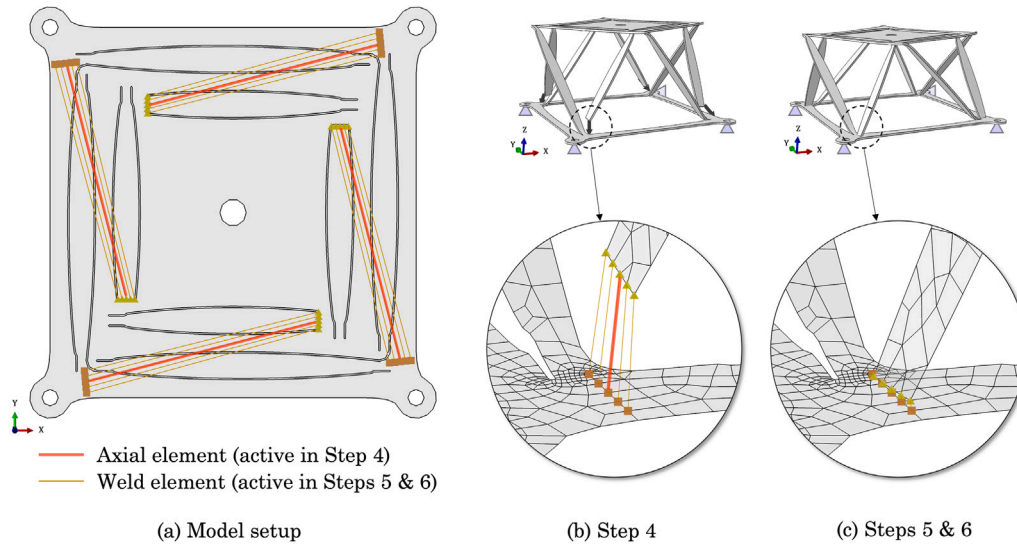 Y
X
Axial element (active in Step 4)
Weld element (active in Steps 5 & 6)
(a) Model setup
Z
Y
X
(b) Step 4
Z
Y
X
(c) Steps 5 & 6